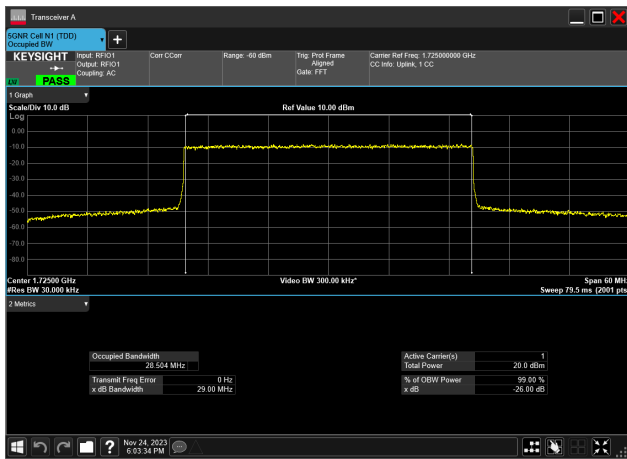 Transceiver A
5GNR Cell N1 (TDD)
Occupied BW
KEYSIGHT
Input: RFIO1
Output: RFIO1
Coupling: AC
Corr CCorr
Range: -60 dBm
Trig: Prot Frame
Aligned
Gate: FFT
Carrier Ref Freq: 1.725000000 GHz
CC Info: Uplink, 1 CC
PASS
1 Graph
Scale/Div 10.0 dB
Ref Value 10.00 dBm
Log
0.00
-10.0
-20.0
-30.0
-40.0
-50.0
-60.0
-70.0
-80.0
Center 1.72500 GHz
Video BW 300.00 kHz*
Span 60 MH
#Res BW 30.000 kHz
Sweep 79.5 ms (2001 pts
2 Metrics
Occupied Bandwidth
28.504 MHz
Active Carrier(s) 1
Total Power 20.0 dBm
Transmit Freq Error 0 Hz
x dB Bandwidth 29.00 MHz
% of OBW Power 99.00 %
x dB -26.00 dB
Nov 24, 2023
6:03:34 PM